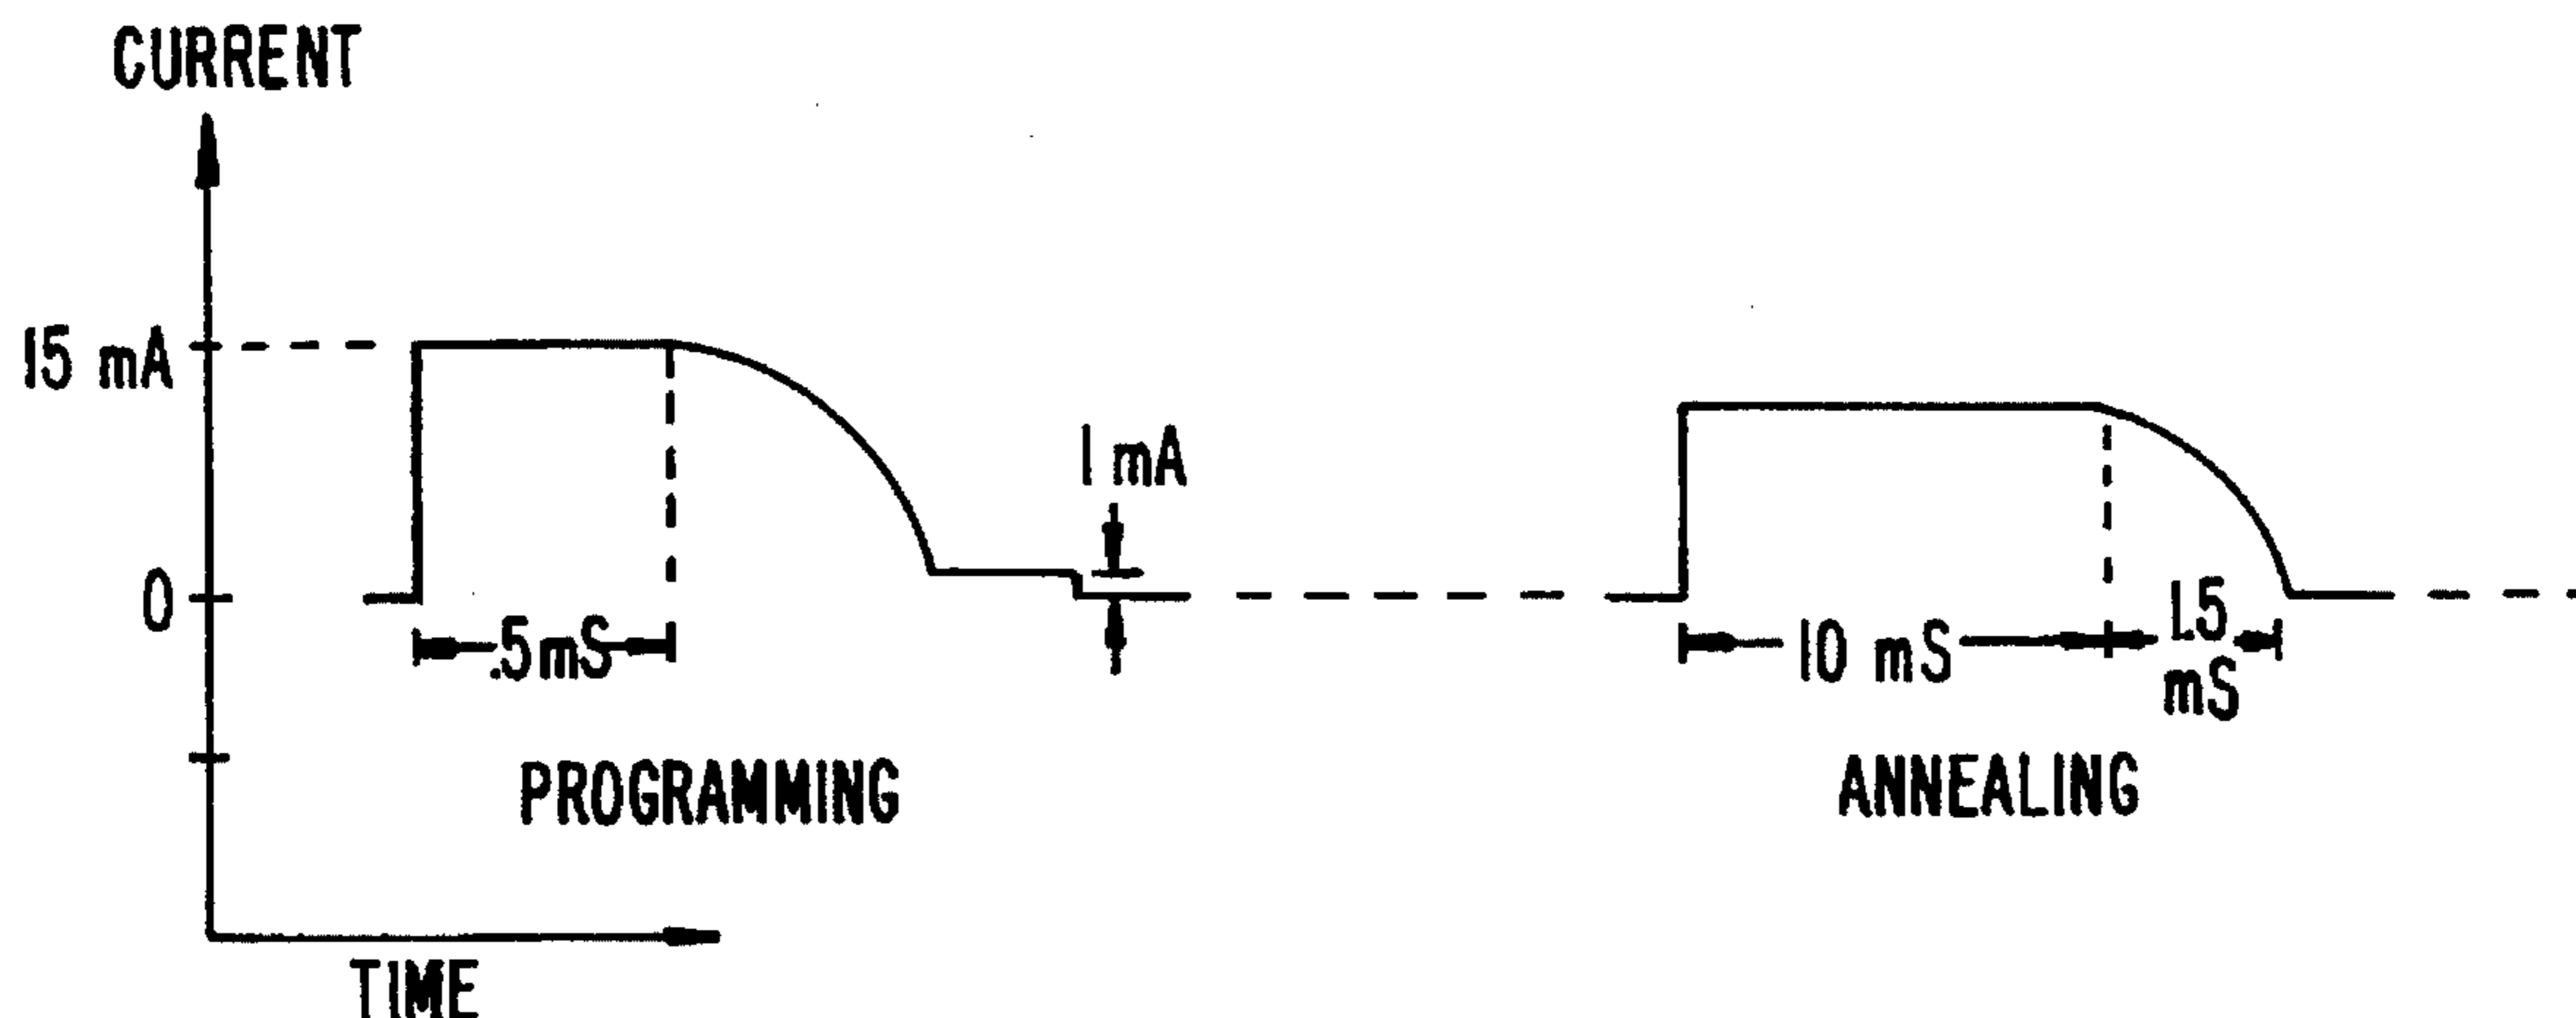 CURRENT
15 mA
1 mA
0
.5 mS
10 mS
1.5
mS
PROGRAMMING
ANNEALING
TIME